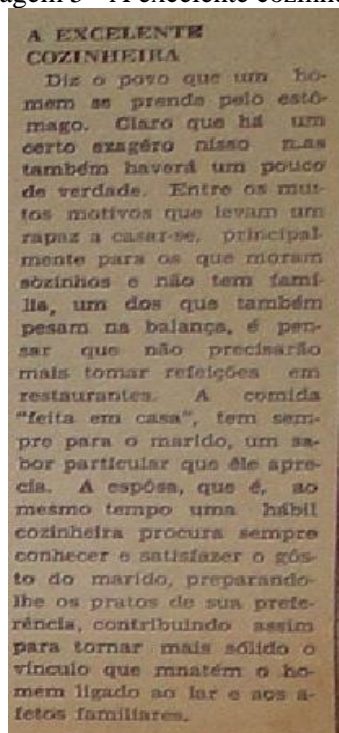 A EXCELENTE
COZINHEIRA
Diz o povo que um ho-
mem se prende pelo estô-
mago. Claro que há um
certo exagêro nisso mas
também haverá um pouco
de verdade. Entre os mui-
tos motivos que levam um
rapaz a casar-se, principal-
mente para os que moram
sòzinhos e não tem famí-
lia, um dos que também
pesam na balança, é pen-
sar que não precisarão
mais tomar refeições em
restaurantes. A comida
"feita em casa", tem sem-
pre para o marido, um sa-
bor particular que êle apre-
cia. A espôsa, que é, ao
mesmo tempo uma hábil
cozinheira procura sempre
conhecer e satisfazer o gôs-
to do marido, preparando-
lhe os pratos de sua prefe-
rência, contribuindo assim
para tornar mais sólido o
vínculo que mnatém o ho-
mem ligado ao lar e aos a-
fetos familiares.